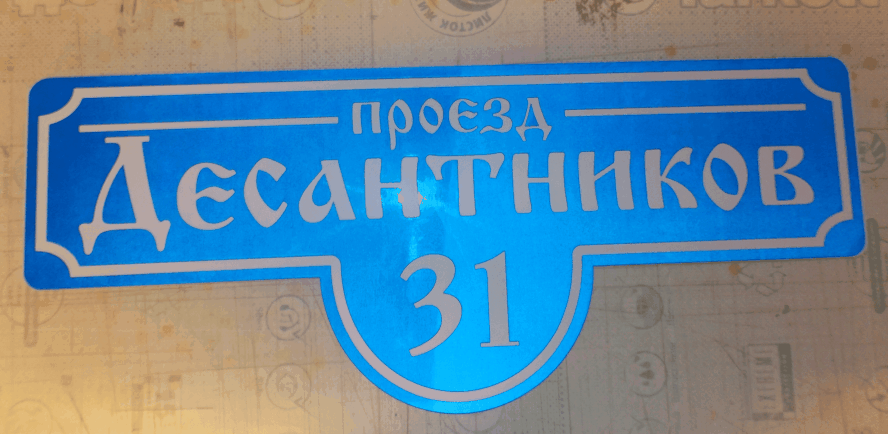 проезд
Десантников
31